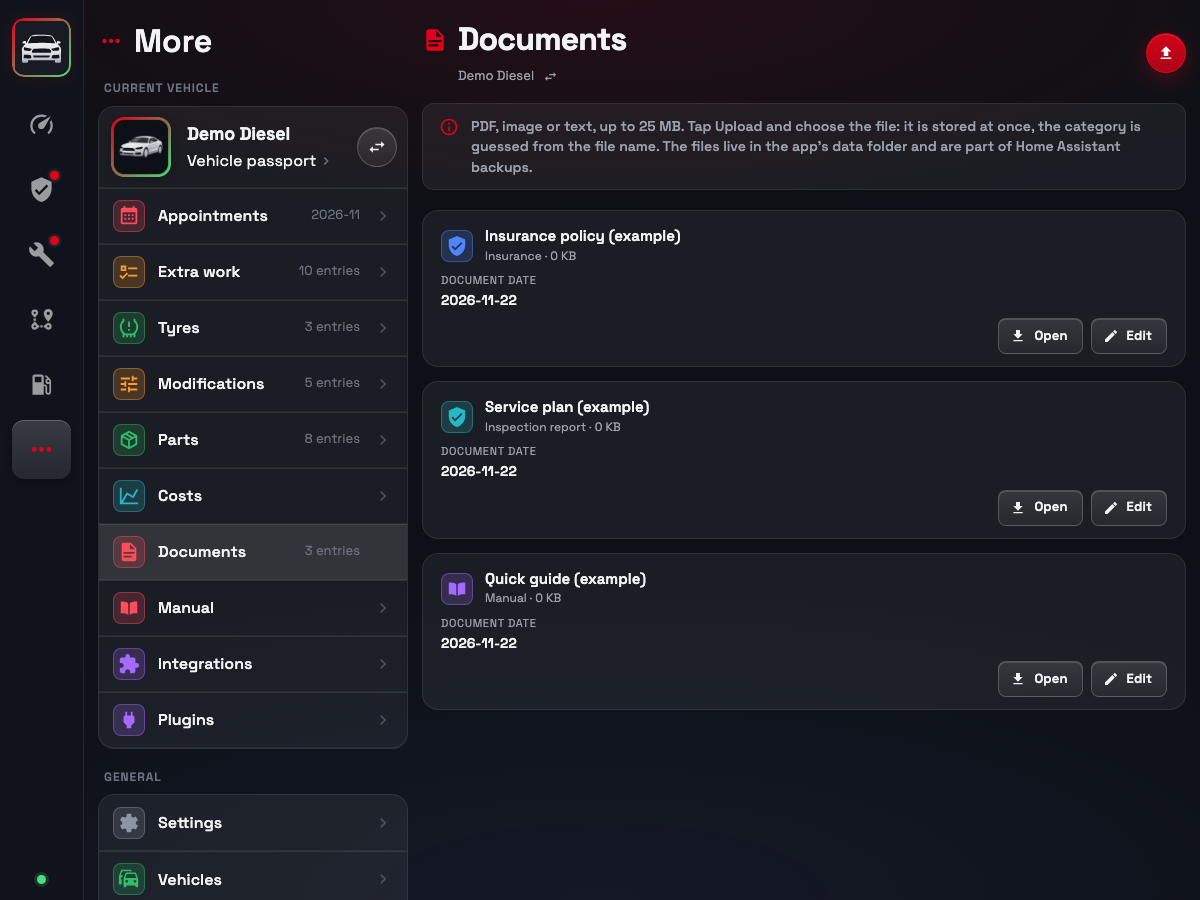 More
CURRENT VEHICLE
Demo Diesel
Vehicle passport
Appointments 2026-11
Extra work 10 entries
Tyres 3 entries
Modifications 5 entries
Parts 8 entries
Costs
Documents 3 entries
Manual
Integrations
Plugins
GENERAL
Settings
Vehicles
Documents
Demo Diesel
PDF, image or text, up to 25 MB. Tap Upload and choose the file: it is stored at once, the category is
guessed from the file name. The files live in the app's data folder and are part of Home Assistant
backups.
Insurance policy (example)
Insurance · 0 KB
DOCUMENT DATE
2026-11-22
Open Edit
Service plan (example)
Inspection report · 0 KB
DOCUMENT DATE
2026-11-22
Open Edit
Quick guide (example)
Manual · 0 KB
DOCUMENT DATE
2026-11-22
Open Edit